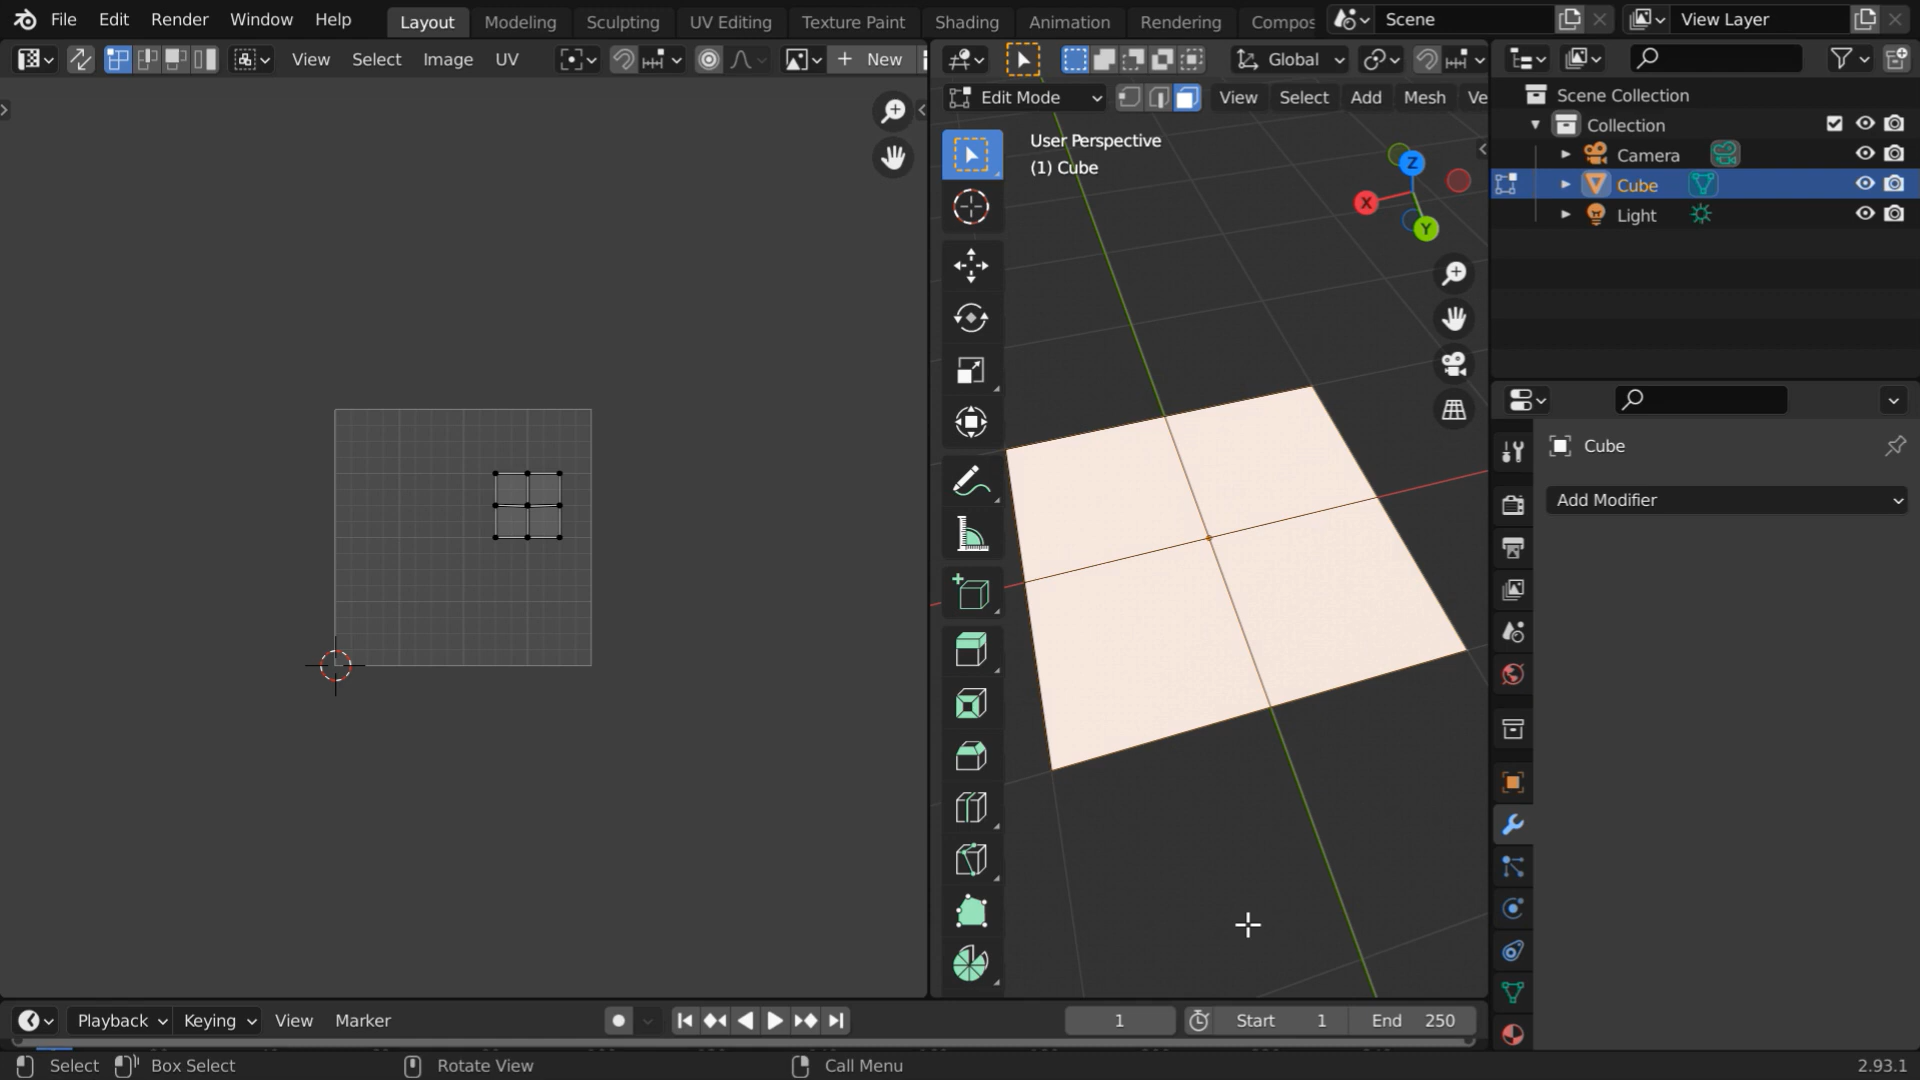 File Edit Render Window Help Layout Modeling Sculpting UV Editing Texture Paint Shading Animation Rendering Compos Scene View Layer
View Select Image UV New Global
Edit Mode View Select Add Mesh Ve
User Perspective
(1) Cube
Z
X
Y
Scene Collection
Collection
Camera
Cube
Light
Cube
Add Modifier
Playback Keying View Marker 1 Start 1 End 250
Select Box Select Rotate View Call Menu 2.93.1